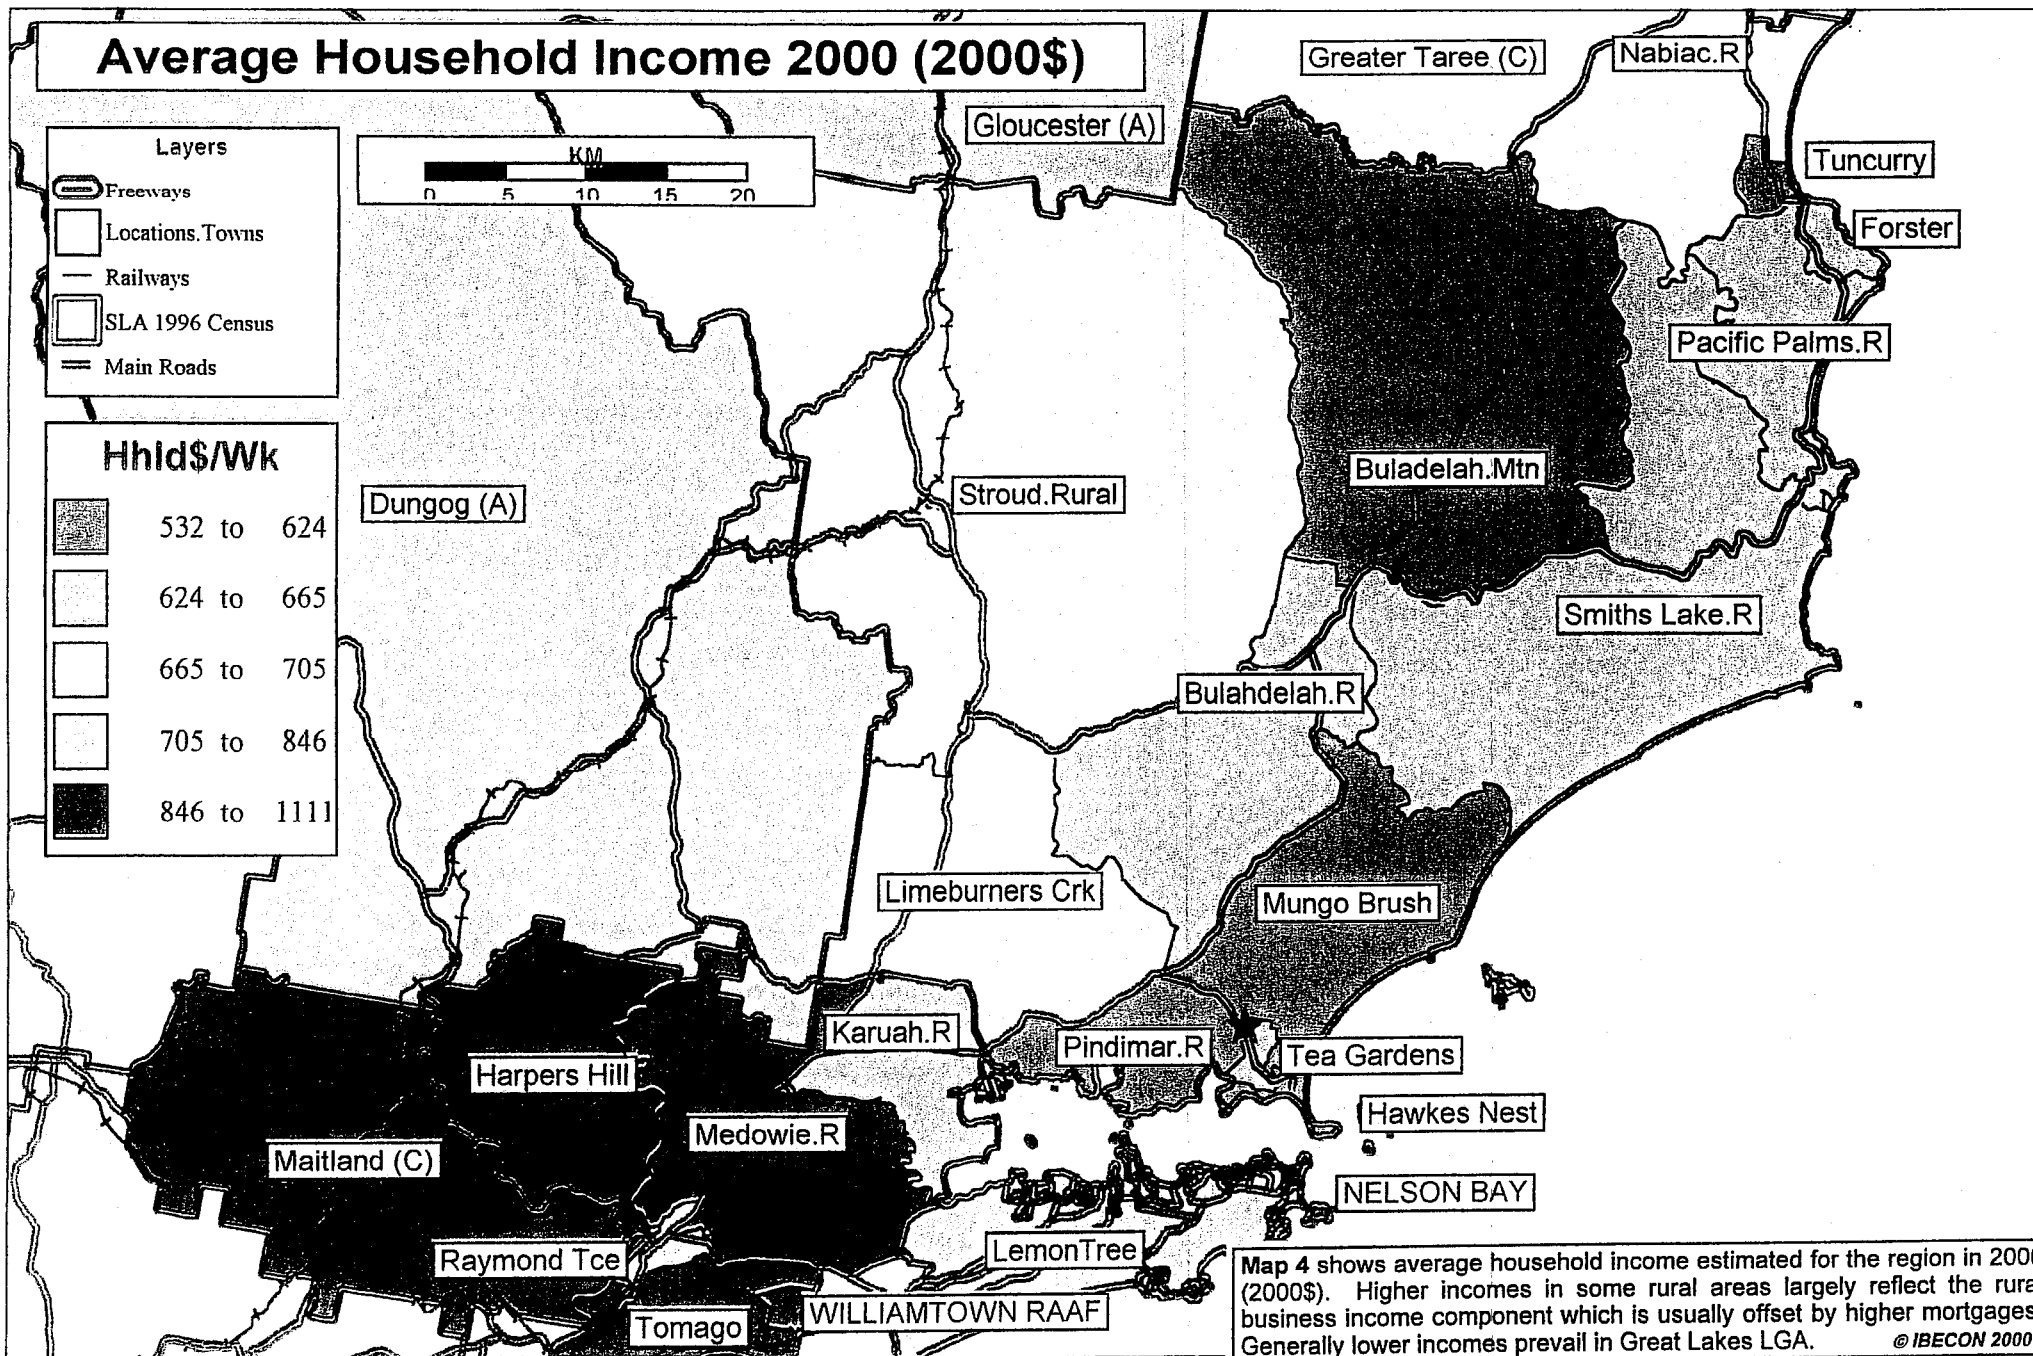 Average Household Income 2000 (2000$)
Greater Taree (C)
Nabiac.R
Gloucester (A)
Layers
Freeways
Locations.Towns
Railways
SLA 1996 Census
Main Roads
KM
0 5 10 15 20
Tuncurry
Forster
Pacific Palms.R
HhId$/Wk
532 to 624
624 to 665
665 to 705
705 to 846
846 to 1111
Dungog (A)
Stroud.Rural
Buladelah.Mtn
Smiths Lake.R
Bulahdelah.R
Limeburners Crk
Mungo Brush
Karuah.R
Pindimar.R
Tea Gardens
Harpers Hill
Hawkes Nest
Medowie.R
Maitland (C)
NELSON BAY
Raymond Tce
LemonTree
WILLIAMTOWN RAAF
Tomago
Map 4 shows average household income estimated for the region in 200
(2000$). Higher incomes in some rural areas largely reflect the rura
business income component which is usually offset by higher mortgages
Generally lower incomes prevail in Great Lakes LGA. © IBECON 2000